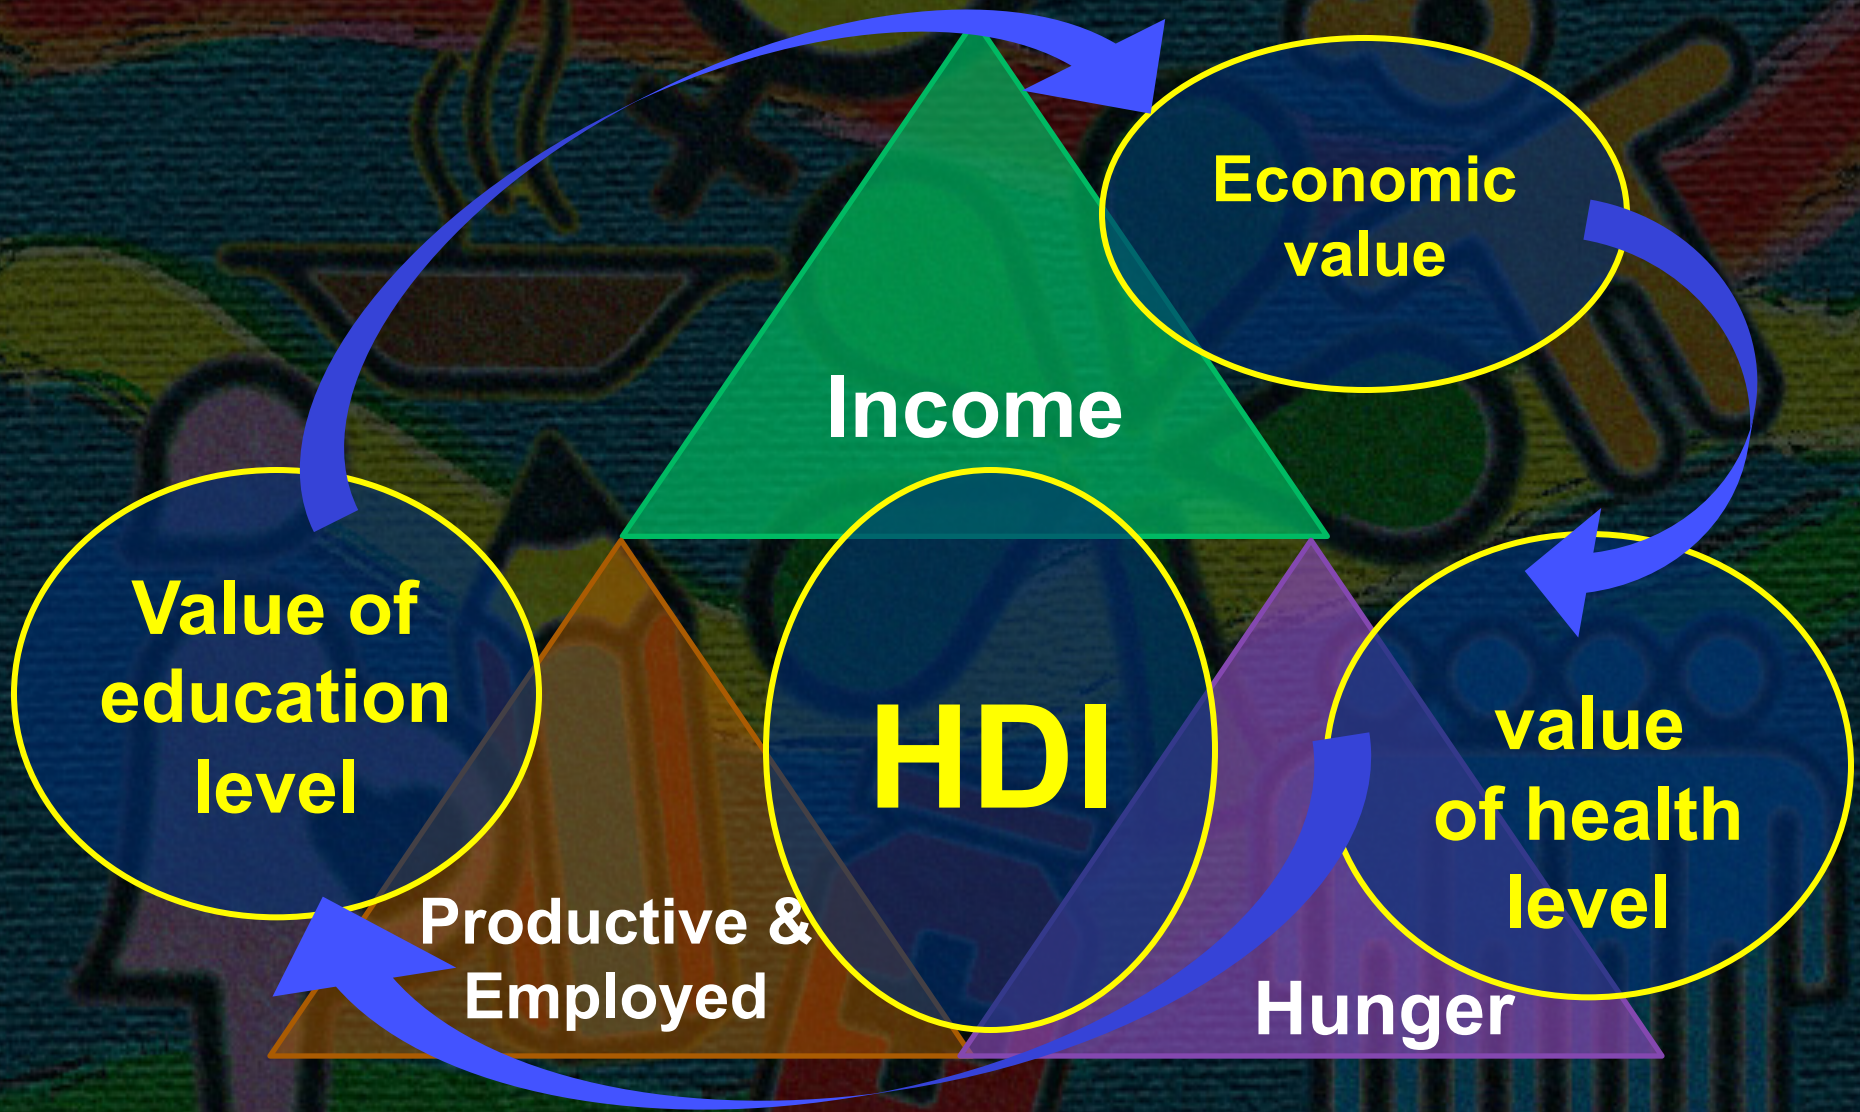 Economic
value
Income
Value of
education
level
HDI
value
of health
level
Productive &
Employed
Hunger